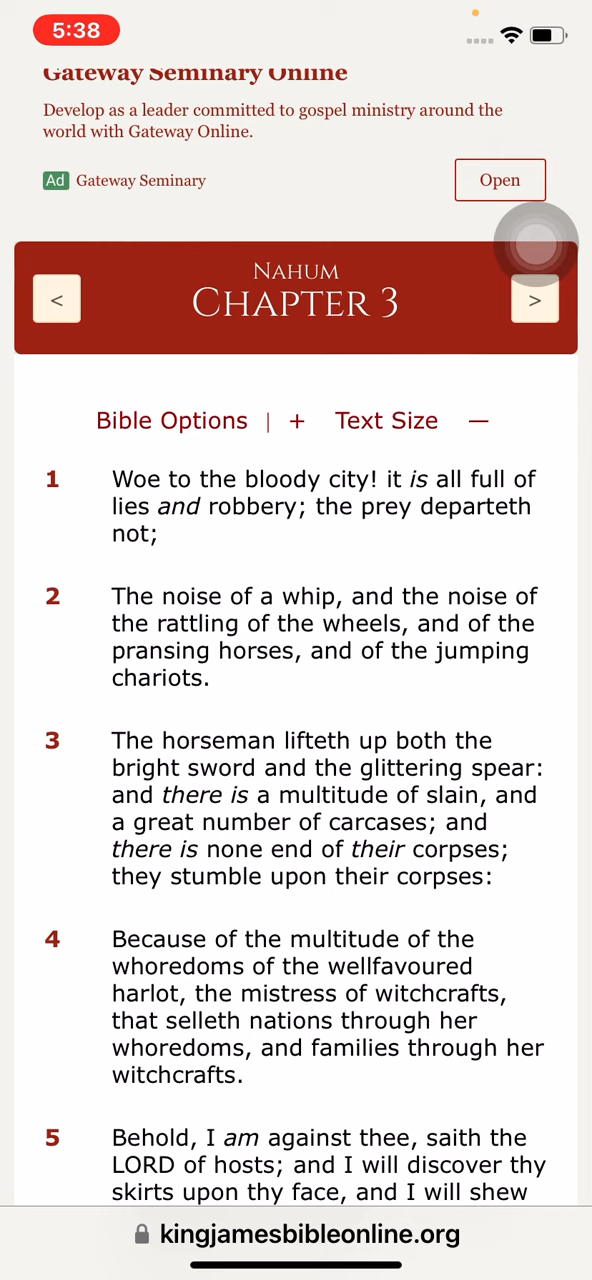 5:38
Gateway Seminary Online
Develop as a leader committed to gospel ministry around the
world with Gateway Online.
Ad Gateway Seminary
Open
<
NAHUM
CHAPTER 3
>
Bible Options | + Text Size —
1 Woe to the bloody city! it is all full of
lies and robbery; the prey departeth
not;
2 The noise of a whip, and the noise of
the rattling of the wheels, and of the
pransing horses, and of the jumping
chariots.
3 The horseman lifteth up both the
bright sword and the glittering spear:
and there is a multitude of slain, and
a great number of carcases; and
there is none end of their corpses;
they stumble upon their corpses:
4 Because of the multitude of the
whoredoms of the wellfavoured
harlot, the mistress of witchcrafts,
that selleth nations through her
whoredoms, and families through her
witchcrafts.
5 Behold, I am against thee, saith the
LORD of hosts; and I will discover thy
skirts upon thy face, and I will shew
kingjamesbibleonline.org